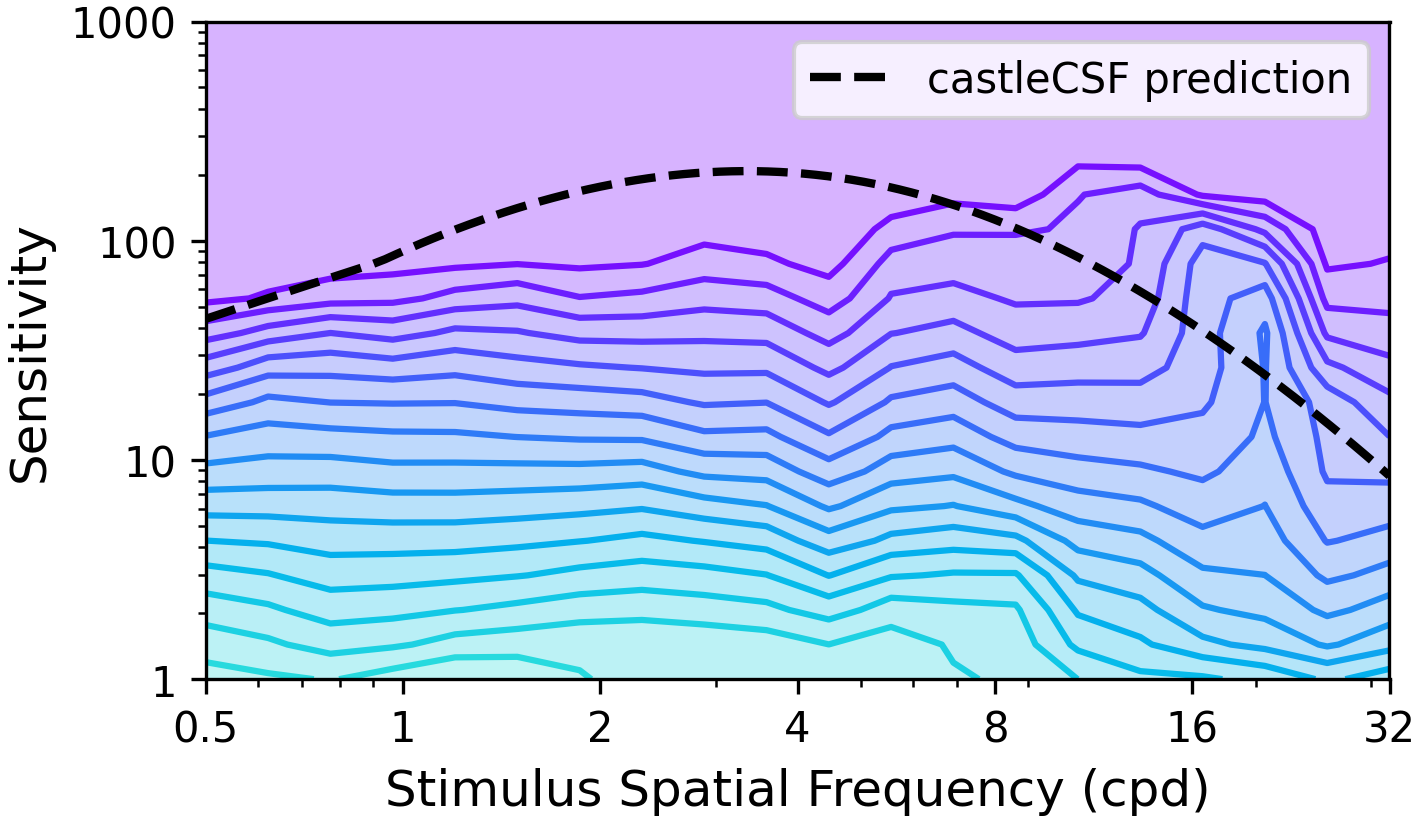 1000
100
10
1
Sensitivity
castleCSF prediction
0.5 1 2 4 8 16 32
Stimulus Spatial Frequency (cpd)